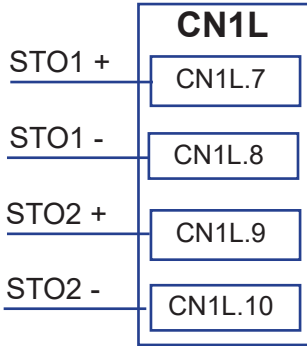 CN1L
STO1 +
CN1L.7
STO1 -
CN1L.8
STO2 +
CN1L.9
STO2 -
CN1L.10